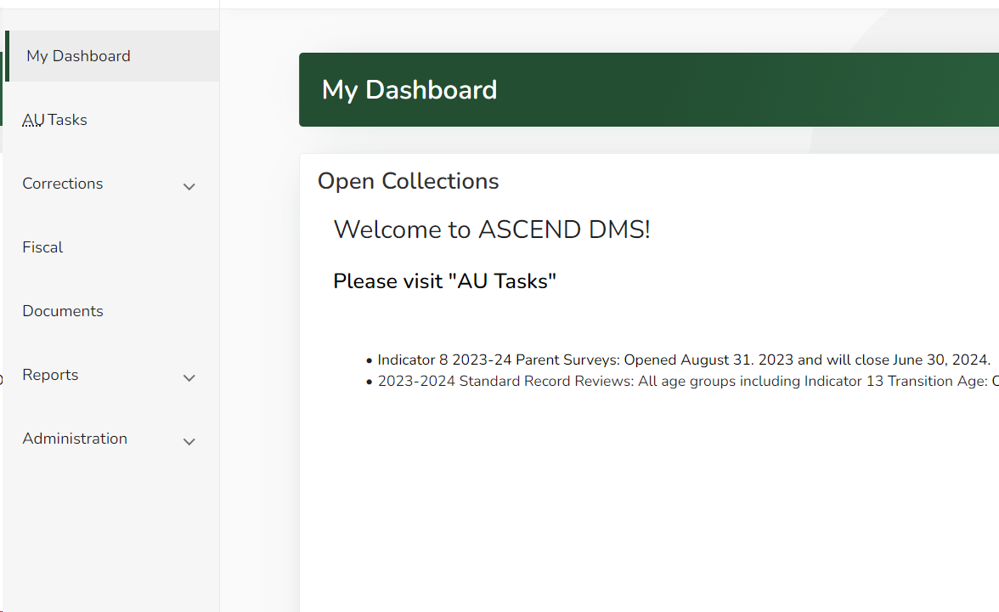 My Dashboard
AU Tasks
Corrections
Fiscal
Documents
Reports
Administration
My Dashboard
Open Collections
Welcome to ASCEND DMS!
Please visit "AU Tasks"
• Indicator 8 2023-24 Parent Surveys: Opened August 31. 2023 and will close June 30, 2024.
• 2023-2024 Standard Record Reviews: All age groups including Indicator 13 Transition Age: